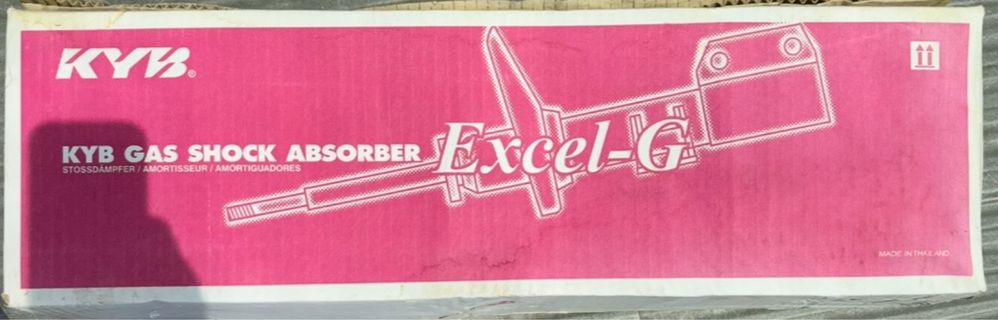 KYB®
KYB GAS SHOCK ABSORBER
Excel-G
STOSSDÄMPFER / AMORTISSEUR / AMORTIGUADORES
MADE IN THAILAND